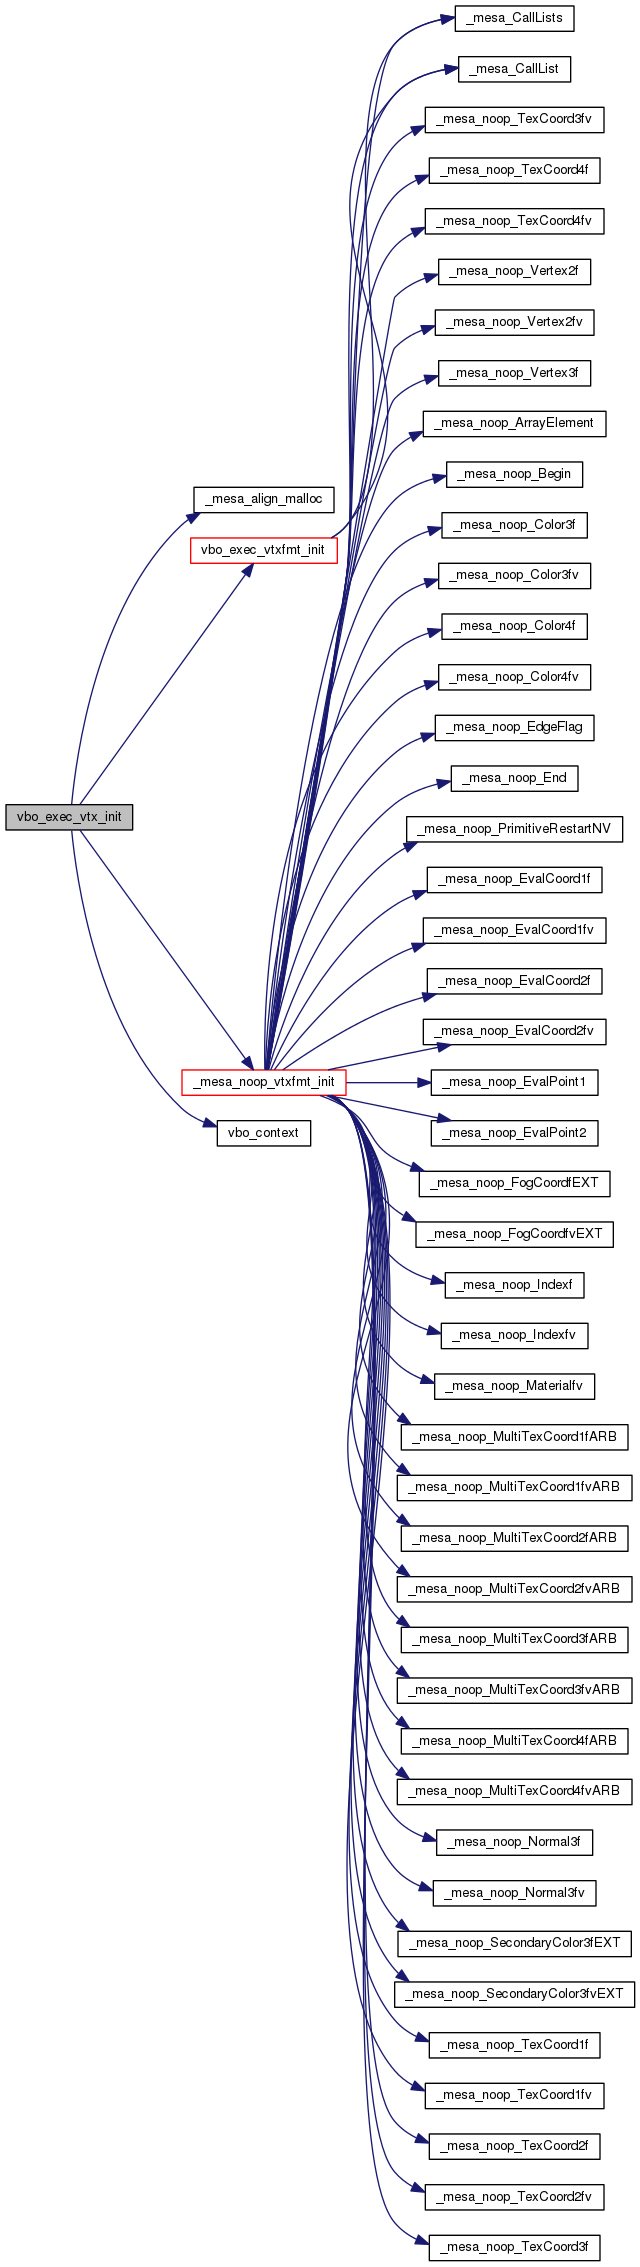 _mesa_CallLists
_mesa_CallList
_mesa_noop_TexCoord3fv
_mesa_noop_TexCoord4f
_mesa_noop_TexCoord4fv
_mesa_noop_Vertex2f
_mesa_noop_Vertex2fv
_mesa_noop_Vertex3f
_mesa_noop_ArrayElement
_mesa_noop_Begin
_mesa_align_malloc
_mesa_noop_Color3f
vbo_exec_vtxfmt_init
_mesa_noop_Color3fv
_mesa_noop_Color4f
_mesa_noop_Color4fv
_mesa_noop_EdgeFlag
_mesa_noop_End
vbo_exec_vtx_init
_mesa_noop_PrimitiveRestartNV
_mesa_noop_EvalCoord1f
_mesa_noop_EvalCoord1fv
_mesa_noop_EvalCoord2f
_mesa_noop_EvalCoord2fv
_mesa_noop_vtxfmt_init
_mesa_noop_EvalPoint1
vbo_context
_mesa_noop_EvalPoint2
_mesa_noop_FogCoordfEXT
_mesa_noop_FogCoordfvEXT
_mesa_noop_Indexf
_mesa_noop_Indexfv
_mesa_noop_Materialfv
_mesa_noop_MultiTexCoord1fARB
_mesa_noop_MultiTexCoord1fvARB
_mesa_noop_MultiTexCoord2fARB
_mesa_noop_MultiTexCoord2fvARB
_mesa_noop_MultiTexCoord3fARB
_mesa_noop_MultiTexCoord3fvARB
_mesa_noop_MultiTexCoord4fARB
_mesa_noop_MultiTexCoord4fvARB
_mesa_noop_Normal3f
_mesa_noop_Normal3fv
_mesa_noop_SecondaryColor3fEXT
_mesa_noop_SecondaryColor3fvEXT
_mesa_noop_TexCoord1f
_mesa_noop_TexCoord1fv
_mesa_noop_TexCoord2f
_mesa_noop_TexCoord2fv
_mesa_noop_TexCoord3f